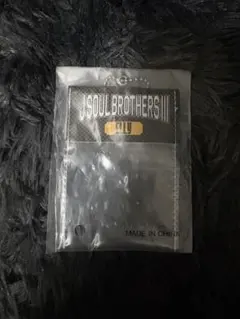 J SOUL BROTHERS III
MADE IN CHINA